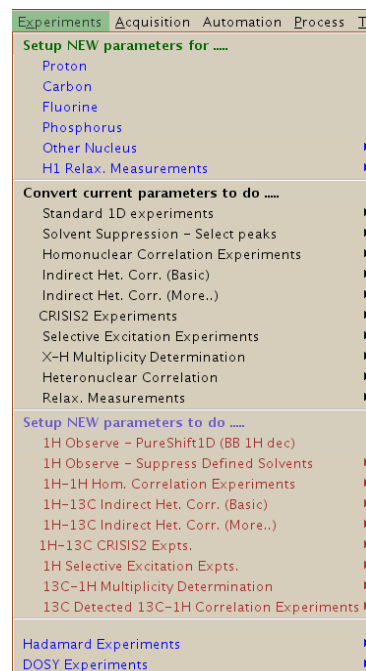 Experiments Acquisition Automation Process T
Setup NEW parameters for .....
Proton
Carbon
Fluorine
Phosphorus
Other Nucleus
H1 Relax. Measurements
Convert current parameters to do .....
Standard 1D experiments
Solvent Suppression - Select peaks
Homonuclear Correlation Experiments
Indirect Het. Corr. (Basic)
Indirect Het. Corr. (More..)
CRISIS2 Experiments
Selective Excitation Experiments
X-H Multiplicity Determination
Heteronuclear Correlation
Relax. Measurements
Setup NEW parameters to do .....
1H Observe - PureShift1D (BB 1H dec)
1H Observe - Suppress Defined Solvents
1H-1H Hom. Correlation Experiments
1H-13C Indirect Het. Corr. (Basic)
1H-13C Indirect Het. Corr. (More..)
1H-13C CRISIS2 Expts.
1H Selective Excitation Expts.
13C-1H Multiplicity Determination
13C Detected 13C-1H Correlation Experiments
Hadamard Experiments
DOSY Experiments